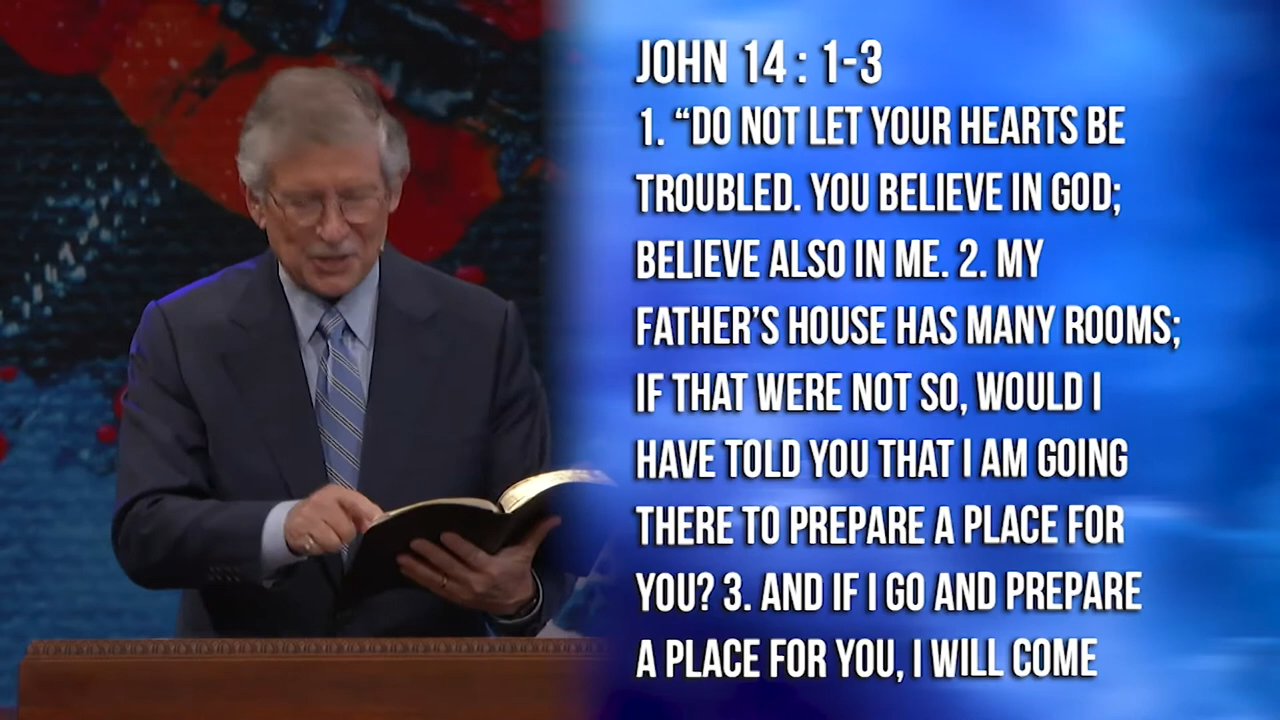 JOHN 14 : 1-3
1. “DO NOT LET YOUR HEARTS BE
TROUBLED. YOU BELIEVE IN GOD;
BELIEVE ALSO IN ME. 2. MY
FATHER’S HOUSE HAS MANY ROOMS;
IF THAT WERE NOT SO, WOULD I
HAVE TOLD YOU THAT I AM GOING
THERE TO PREPARE A PLACE FOR
YOU? 3. AND IF I GO AND PREPARE
A PLACE FOR YOU, I WILL COME